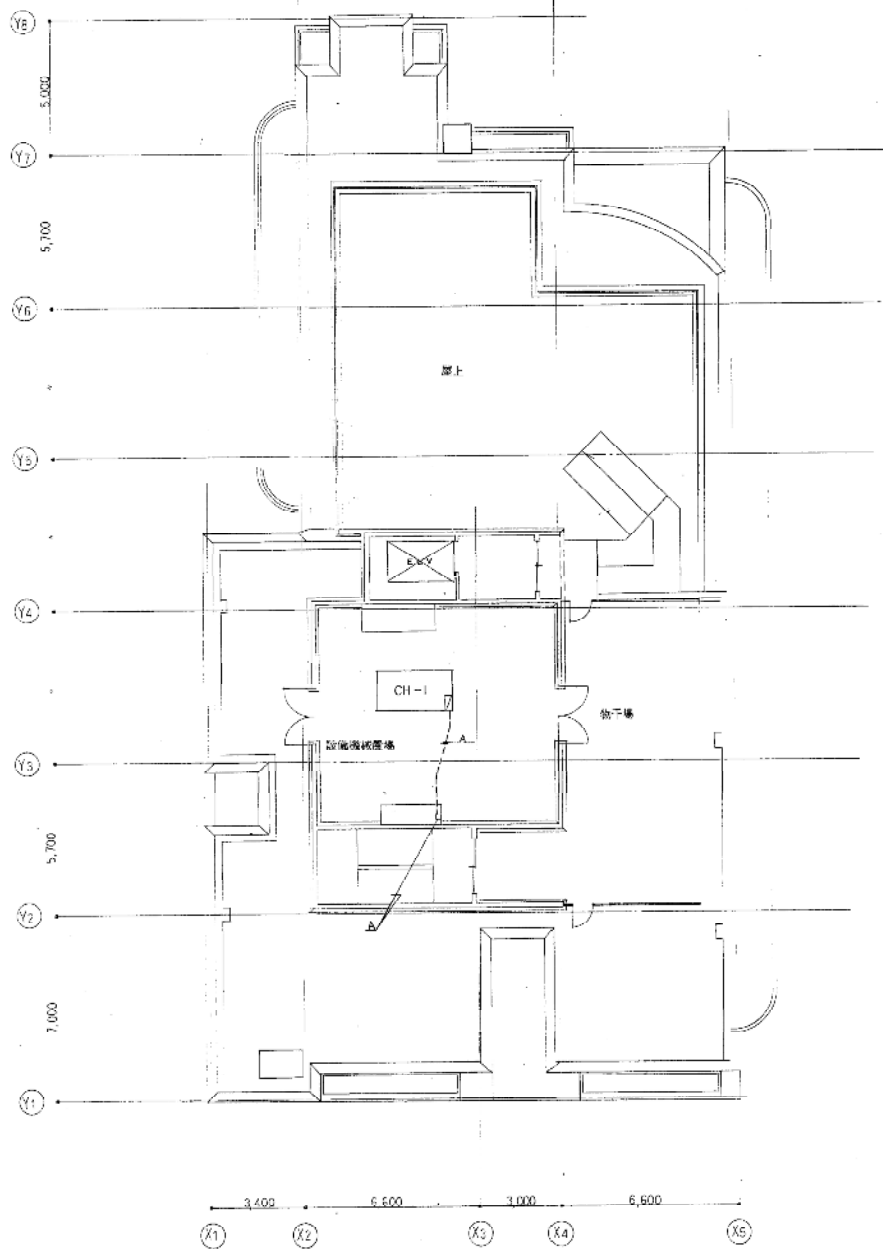 Y8
5,000
Y7
5,700
Y6
〃
屋上
Y5
〃
E.V
Y4
CH-1
〃
物干場
A
設備機械置場
Y3
5,700
Y2
A
7,000
Y1
3,400
6,600
3,000
6,600
X1
X2
X3
X4
X5